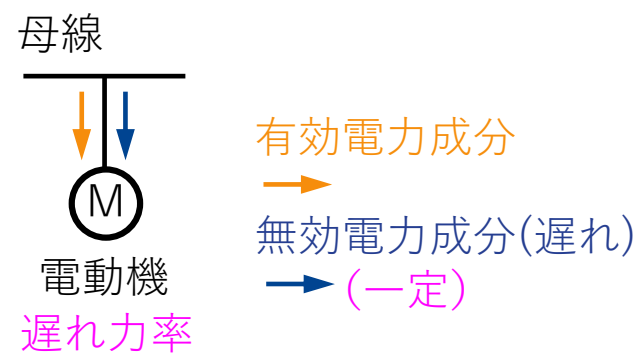 母線
有効電力成分
M
無効電力成分(遅れ)
電動機
(一定)
遅れ力率